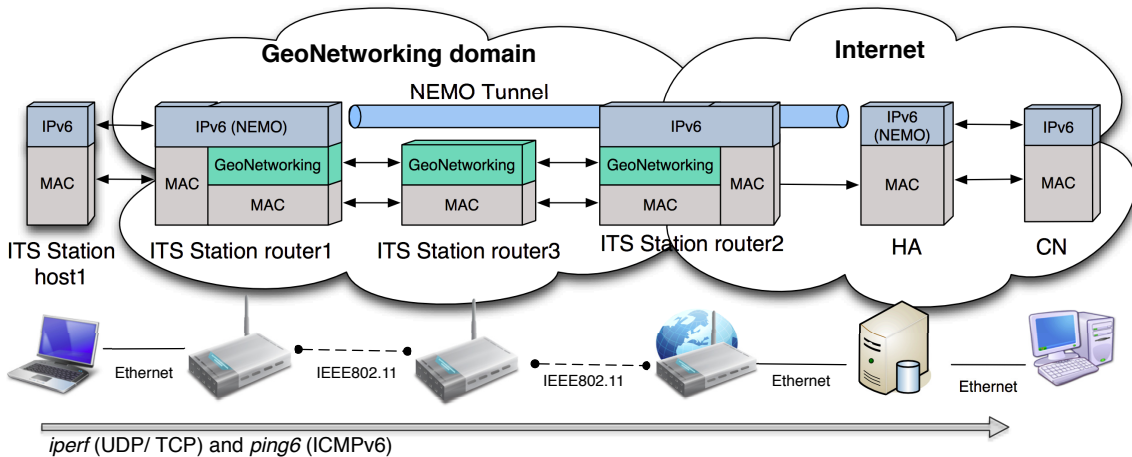 GeoNetworking domain
Internet
NEMO Tunnel
IPv6
IPv6 (NEMO)
IPv6
IPv6
(NEMO)
IPv6
GeoNetworking
GeoNetworking
GeoNetworking
MAC
MAC
MAC
MAC
MAC
MAC
MAC
MAC
ITS Station
host1
ITS Station router1
ITS Station router3
ITS Station router2
HA
CN
Ethernet
IEEE802.11
IEEE802.11
Ethernet
Ethernet
iperf (UDP/ TCP) and ping6 (ICMPv6)